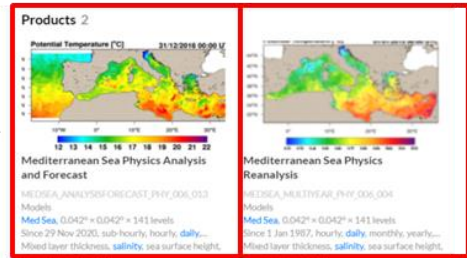 Products 2
Potential Temperature [°C] 31/12/2016 00:00 U
12 13 14 15 16 17 18 19 20 21 22
Mediterranean Sea Physics Analysis
and Forecast
MEDSEA_ANALYSISFORECAST_PHY_006_013
Models
Med Sea, 0.042° × 0.042° × 141 levels
Since 29 Nov 2020, sub-hourly, hourly, daily,...
Mixed layer thickness, salinity, sea surface height,
Mediterranean Sea Physics
Reanalysis
MEDSEA_MULTIYEAR_PHY_006_004
Models
Med Sea, 0.042° × 0.042° × 141 levels
Since 1 Jan 1987, hourly, daily, monthly, yearly,...
Mixed layer thickness, salinity, sea surface height,